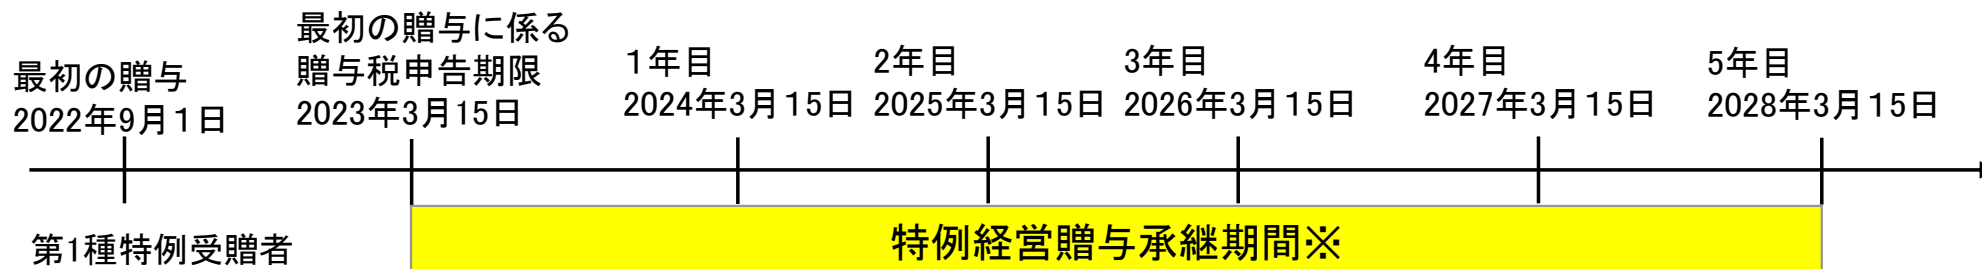 最初の贈与
2022年9月１日
最初の贈与に係る
贈与税申告期限
2023年3月15日
１年目
2024年3月15日
2年目
2025年3月15日
3年目
2026年3月15日
4年目
2027年3月15日
5年目
2028年3月15日
第1種特例受贈者
特例経営贈与承継期間※